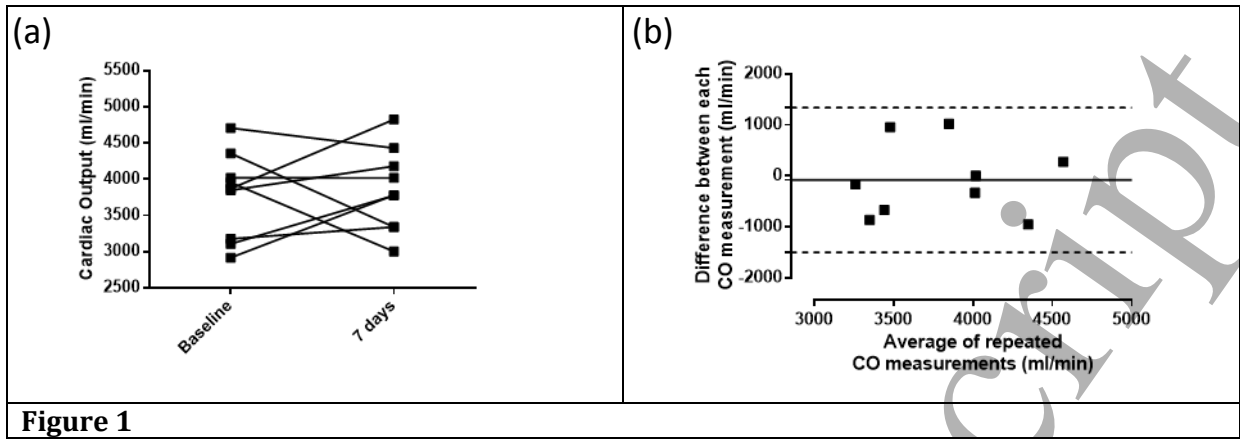 (a)
5500
5000
4500
4000
3500
3000
2500
Cardiac Output (ml/min)
Baseline
7 days
(b)
2000
1000
0
-1000
-2000
Difference between each
CO measurement (ml/min)
3000 3500 4000 4500 5000
Average of repeated
CO measurements (ml/min)
cript
Figure 1